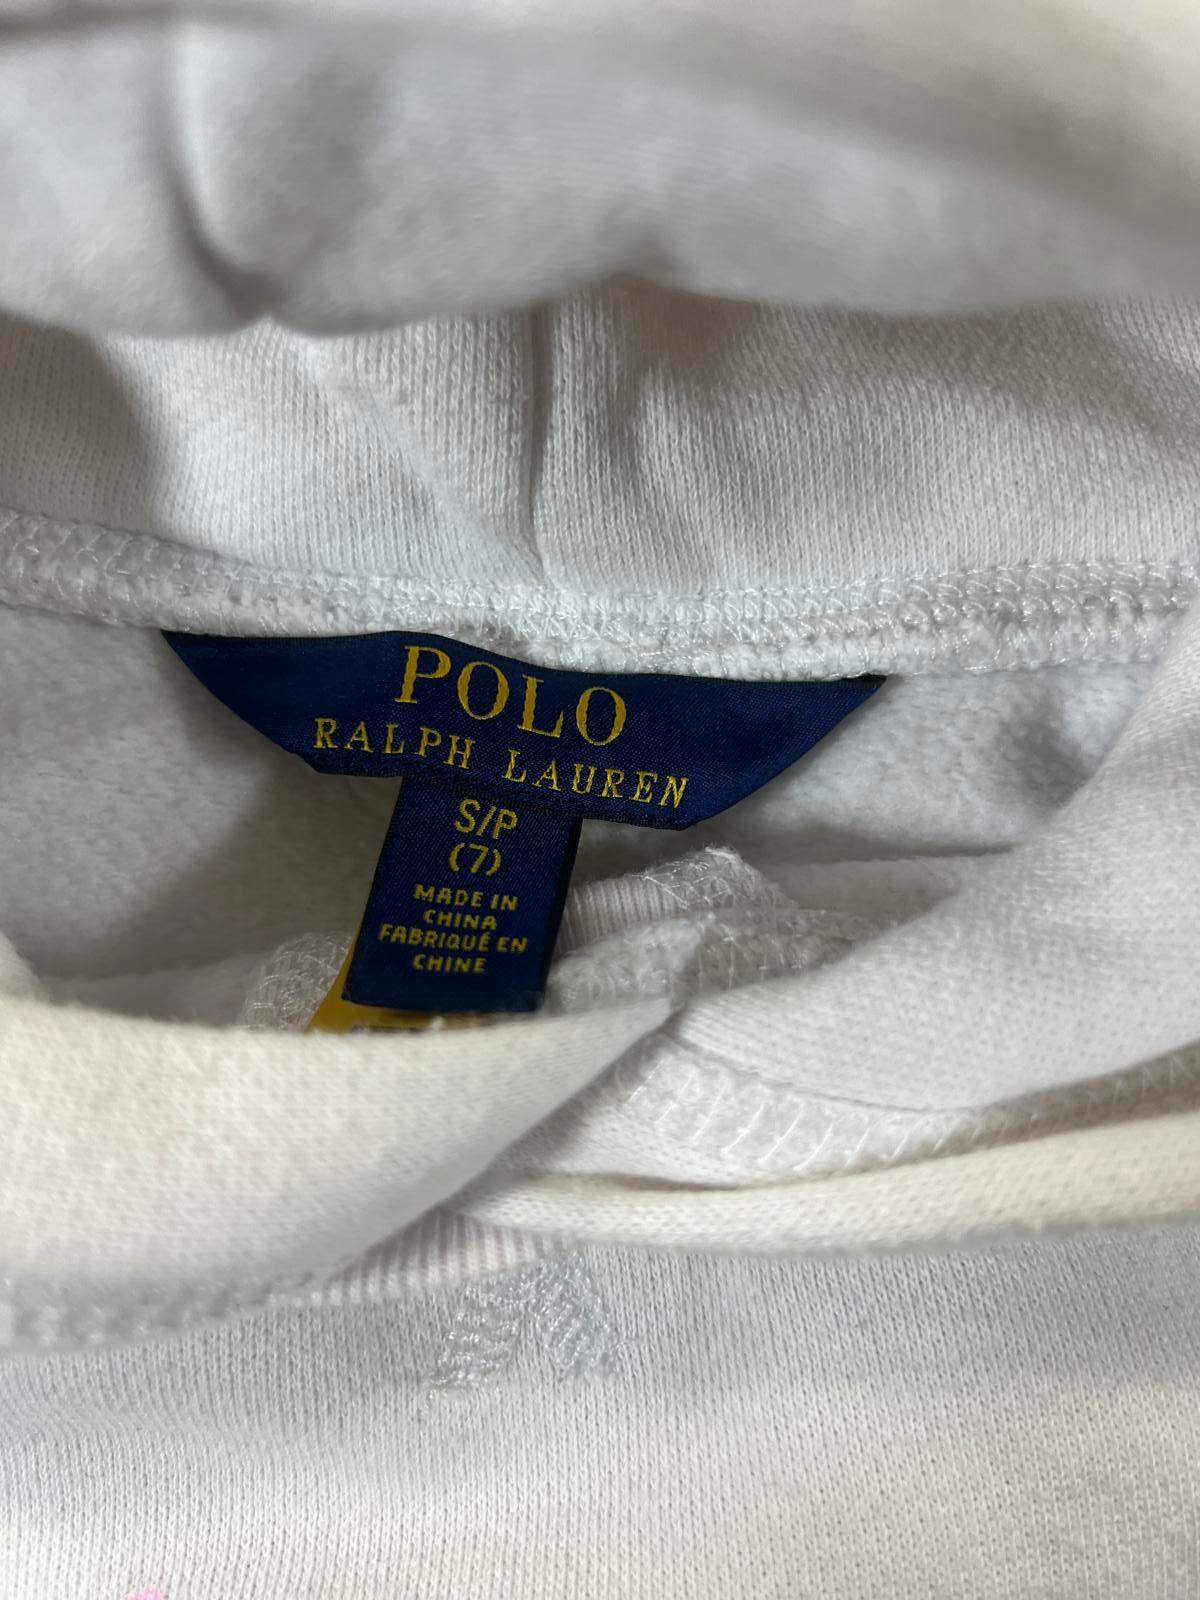 POLO
RALPH LAUREN
S/P
(7)
MADE IN
CHINA
FABRIQUÉ EN
CHINE